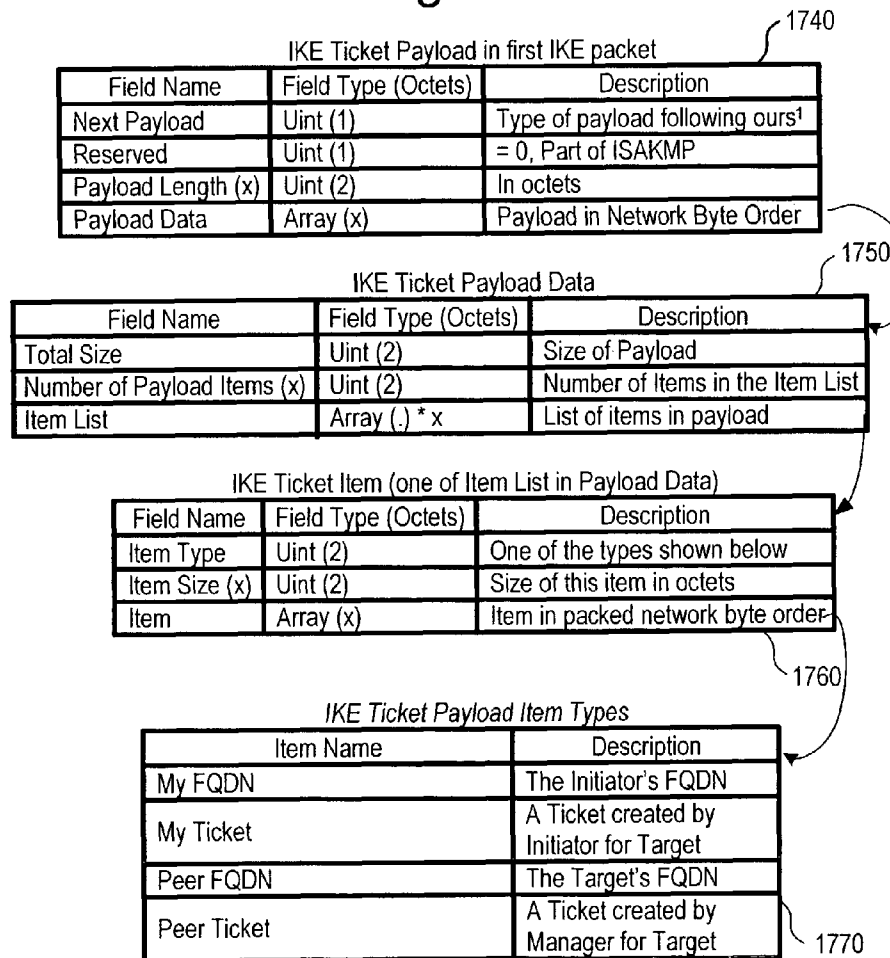 1740
IKE Ticket Payload in first IKE packet
Field Name Field Type (Octets) Description
Next Payload Uint (1) Type of payload following ours¹
Reserved Uint (1) = 0, Part of ISAKMP
Payload Length (x) Uint (2) In octets
Payload Data Array (x) Payload in Network Byte Order
1750
IKE Ticket Payload Data
Field Name Field Type (Octets) Description
Total Size Uint (2) Size of Payload
Number of Payload Items (x) Uint (2) Number of Items in the Item List
Item List Array (.) * x List of items in payload
IKE Ticket Item (one of Item List in Payload Data)
Field Name Field Type (Octets) Description
Item Type Uint (2) One of the types shown below
Item Size (x) Uint (2) Size of this item in octets
Item Array (x) Item in packed network byte order
1760
IKE Ticket Payload Item Types
Item Name Description
My FQDN The Initiator's FQDN
My Ticket A Ticket created by
Initiator for Target
Peer FQDN The Target's FQDN
Peer Ticket A Ticket created by
Manager for Target
1770